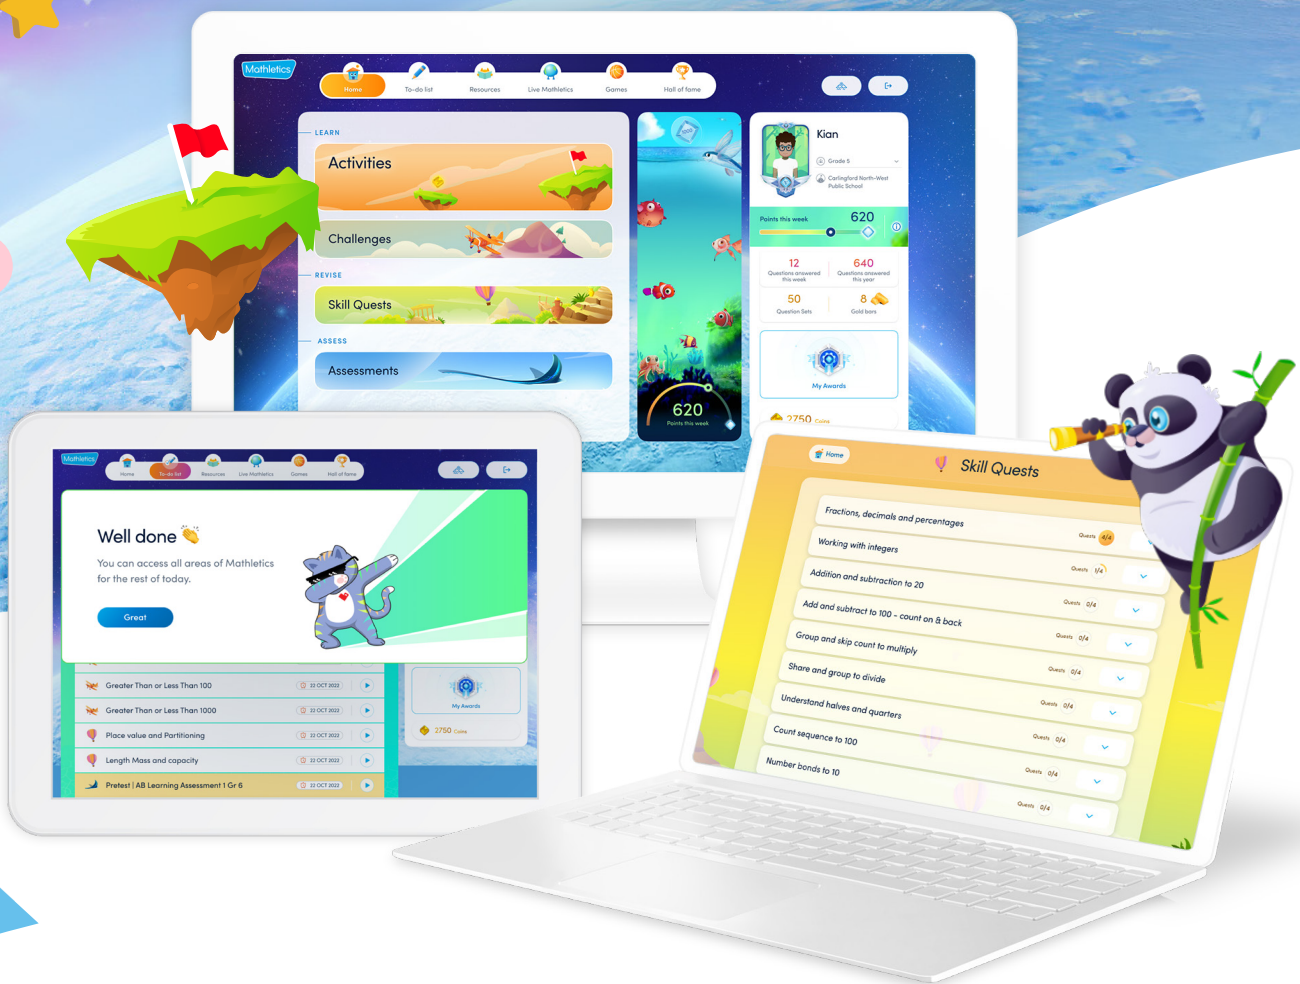 Mathletics
Home
To-do list
Resources
Live Mathletics
Games
Hall of fame
LEARN
Activities
Challenges
REVISE
Skill Quests
ASSESS
Assessments
1000
620
Points this week
Kian
Grade 5
Carlingford North-West
Public School
Points this week
620
12
Questions answered
this week
640
Questions answered
this year
50
Question Sets
8
Gold bars
My Awards
2750 Coins
Mathletics
Home
To-do list
Resources
Live Mathletics
Games
Hall of fame
Well done
You can access all areas of Mathletics
for the rest of today.
Great
Greater Than or Less Than 100
22 OCT 2023
Greater Than or Less Than 1000
22 OCT 2023
Place value and Partitioning
22 OCT 2023
Length Mass and capacity
22 OCT 2023
Pretest | AB Learning Assessment 1 Gr 6
22 OCT 2023
My Awards
2750 Coins
Home
Skill Quests
Fractions, decimals and percentages
Quests 4/4
Working with integers
Quests 1/4
Addition and subtraction to 20
Quests 0/4
Add and subtract to 100 - count on & back
Quests 0/4
Group and skip count to multiply
Quests 0/4
Share and group to divide
Quests 0/4
Understand halves and quarters
Quests 0/4
Count sequence to 100
Quests 0/4
Number bonds to 10
Quests 0/4